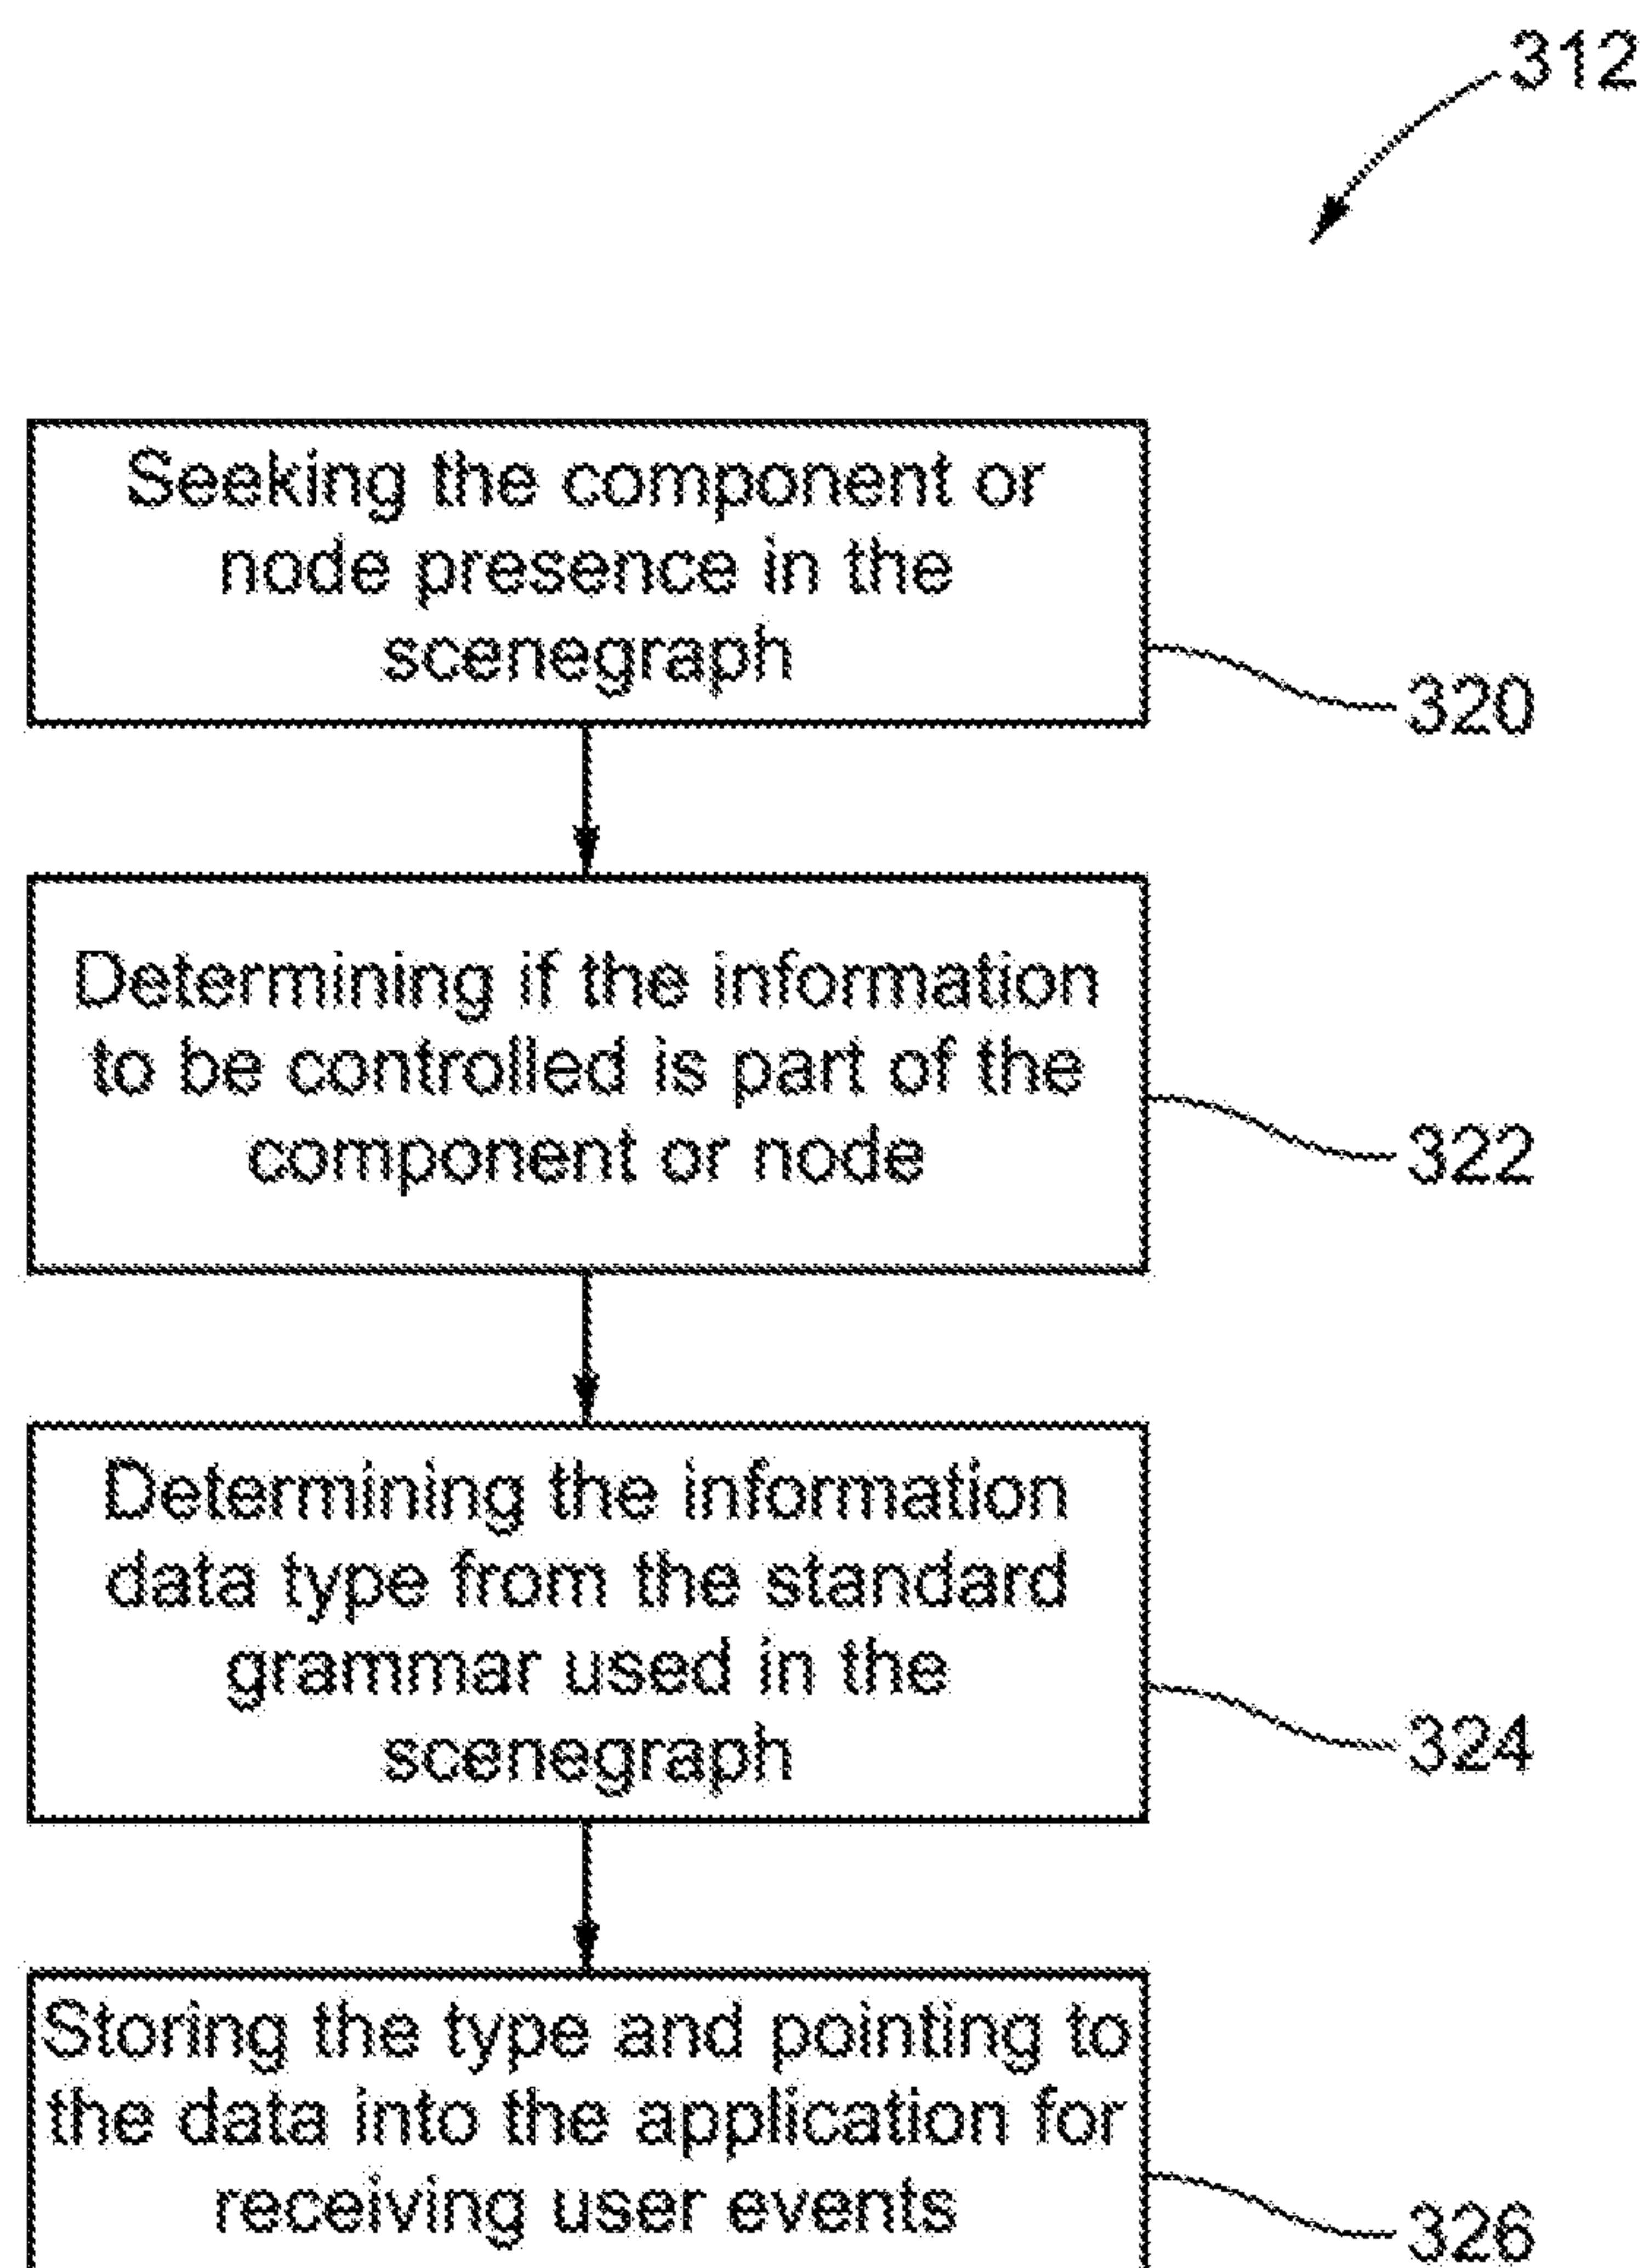 312
Seeking the component or
node presence in the
scenegraph
320
Determining if the information
to be controlled is part of the
component or node
322
Determining the information
data type from the standard
grammar used in the
scenegraph
324
Storing the type and pointing to
the data into the application for
receiving user events
326